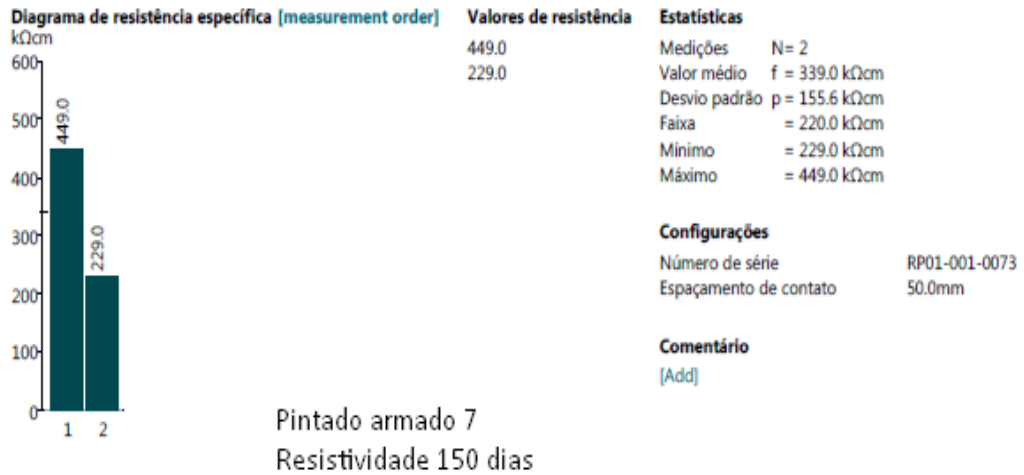 Diagrama de resistência específica [measurement order]
kΩcm
600
500
400
300
200
100
0
449.0
229.0
1 2
Valores de resistência
449.0
229.0
Estatísticas
Medições N= 2
Valor médio f = 339.0 kΩcm
Desvio padrão p = 155.6 kΩcm
Faixa = 220.0 kΩcm
Mínimo = 229.0 kΩcm
Máximo = 449.0 kΩcm
Configurações
Número de série RP01-001-0073
Espaçamento de contato 50.0mm
Comentário
[Add]
Pintado armado 7
Resistividade 150 dias